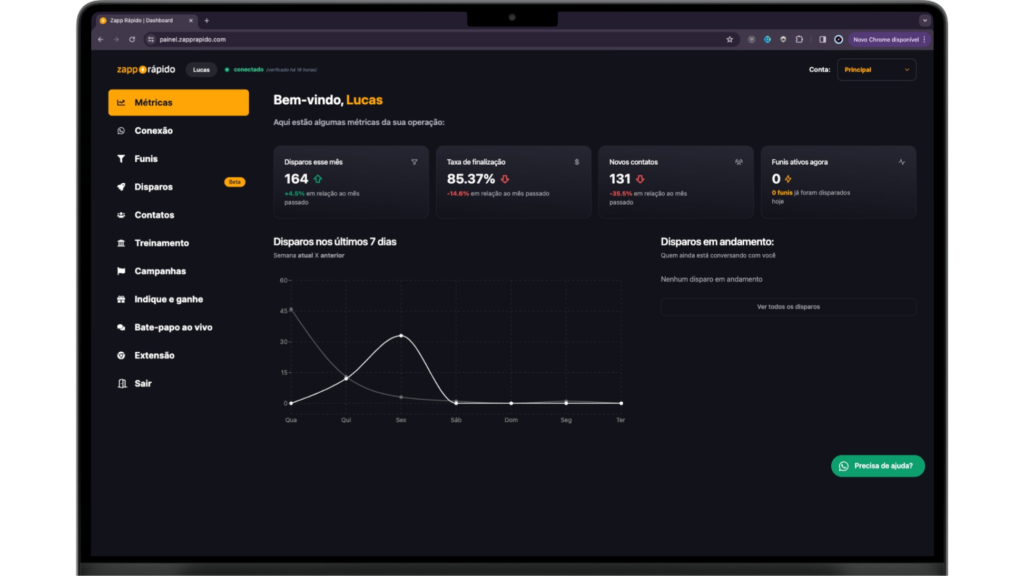 Zapp Rápido | Dashboard
painel.zapprapido.com
Novo Chrome disponível
zapp rápido
Lucas
conectado (verificado há 19 horas)
Conta:
Principal
Métricas
Conexão
Funis
Disparos
Beta
Contatos
Treinamento
Campanhas
Indique e ganhe
Bate-papo ao vivo
Extensão
Sair
Bem-vindo, Lucas
Aqui estão algumas métricas da sua operação:
Disparos esse mês
164
+4.5% em relação ao mês
passado
Taxa de finalização
$
85.37%
-14.6% em relação ao mês passado
Novos contatos
131
-35.5% em relação ao mês
passado
Funis ativos agora
0
0 funis já foram disparados
hoje
Disparos nos últimos 7 dias
Semana atual X anterior
60
45
30
15
0
Qua Qui Sex Sáb Dom Seg Ter
Disparos em andamento:
Quem ainda está conversando com você
Nenhum disparo em andamento
Ver todos os disparos
Precisa de ajuda?